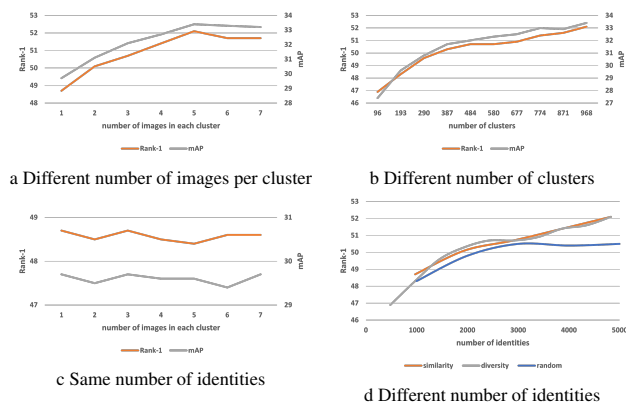 53 34
52 33
51 32
50 31
30
49 29
48 28
1 2 3 4 5 6 7
Rank-1
mAP
number of images in each cluster
Rank-1 mAP
a Different number of images per cluster
53 34
52 33
51 32
50 31
49 30
48 29
47 28
46 27
96 193 290 387 484 580 677 774 871 968
Rank-1
mAP
number of clusters
Rank-1 mAP
b Different number of clusters
49 31
48 30
47 29
1 2 3 4 5 6 7
Rank-1
mAP
number of images in each cluster
Rank-1 mAP
c Same number of identities
53
52
51
50
49
48
47
46
0 1000 2000 3000 4000 5000
Rank-1
number of identities
similarity diversity random
d Different number of identities